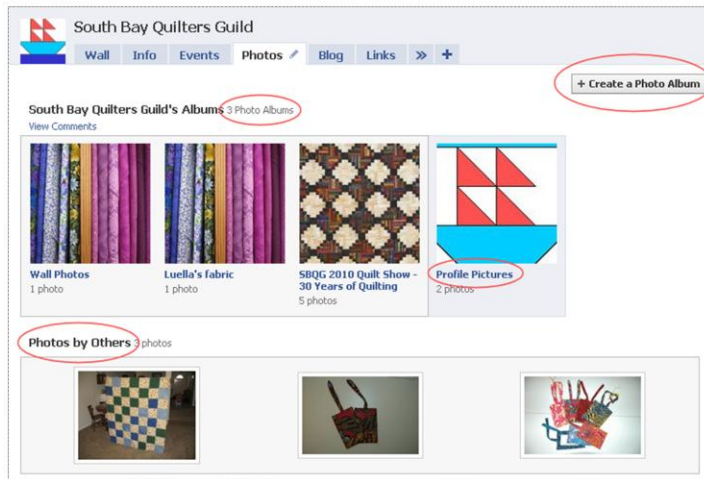 South Bay Quilters Guild
Wall Info Events Photos Blog Links » +
+ Create a Photo Album
South Bay Quilters Guild's Albums 3 Photo Albums
View Comments
Wall Photos
1 photo
Luella's fabric
1 photo
SBQG 2010 Quilt Show -
30 Years of Quilting
5 photos
Profile Pictures
2 photos
Photos by Others 3 photos